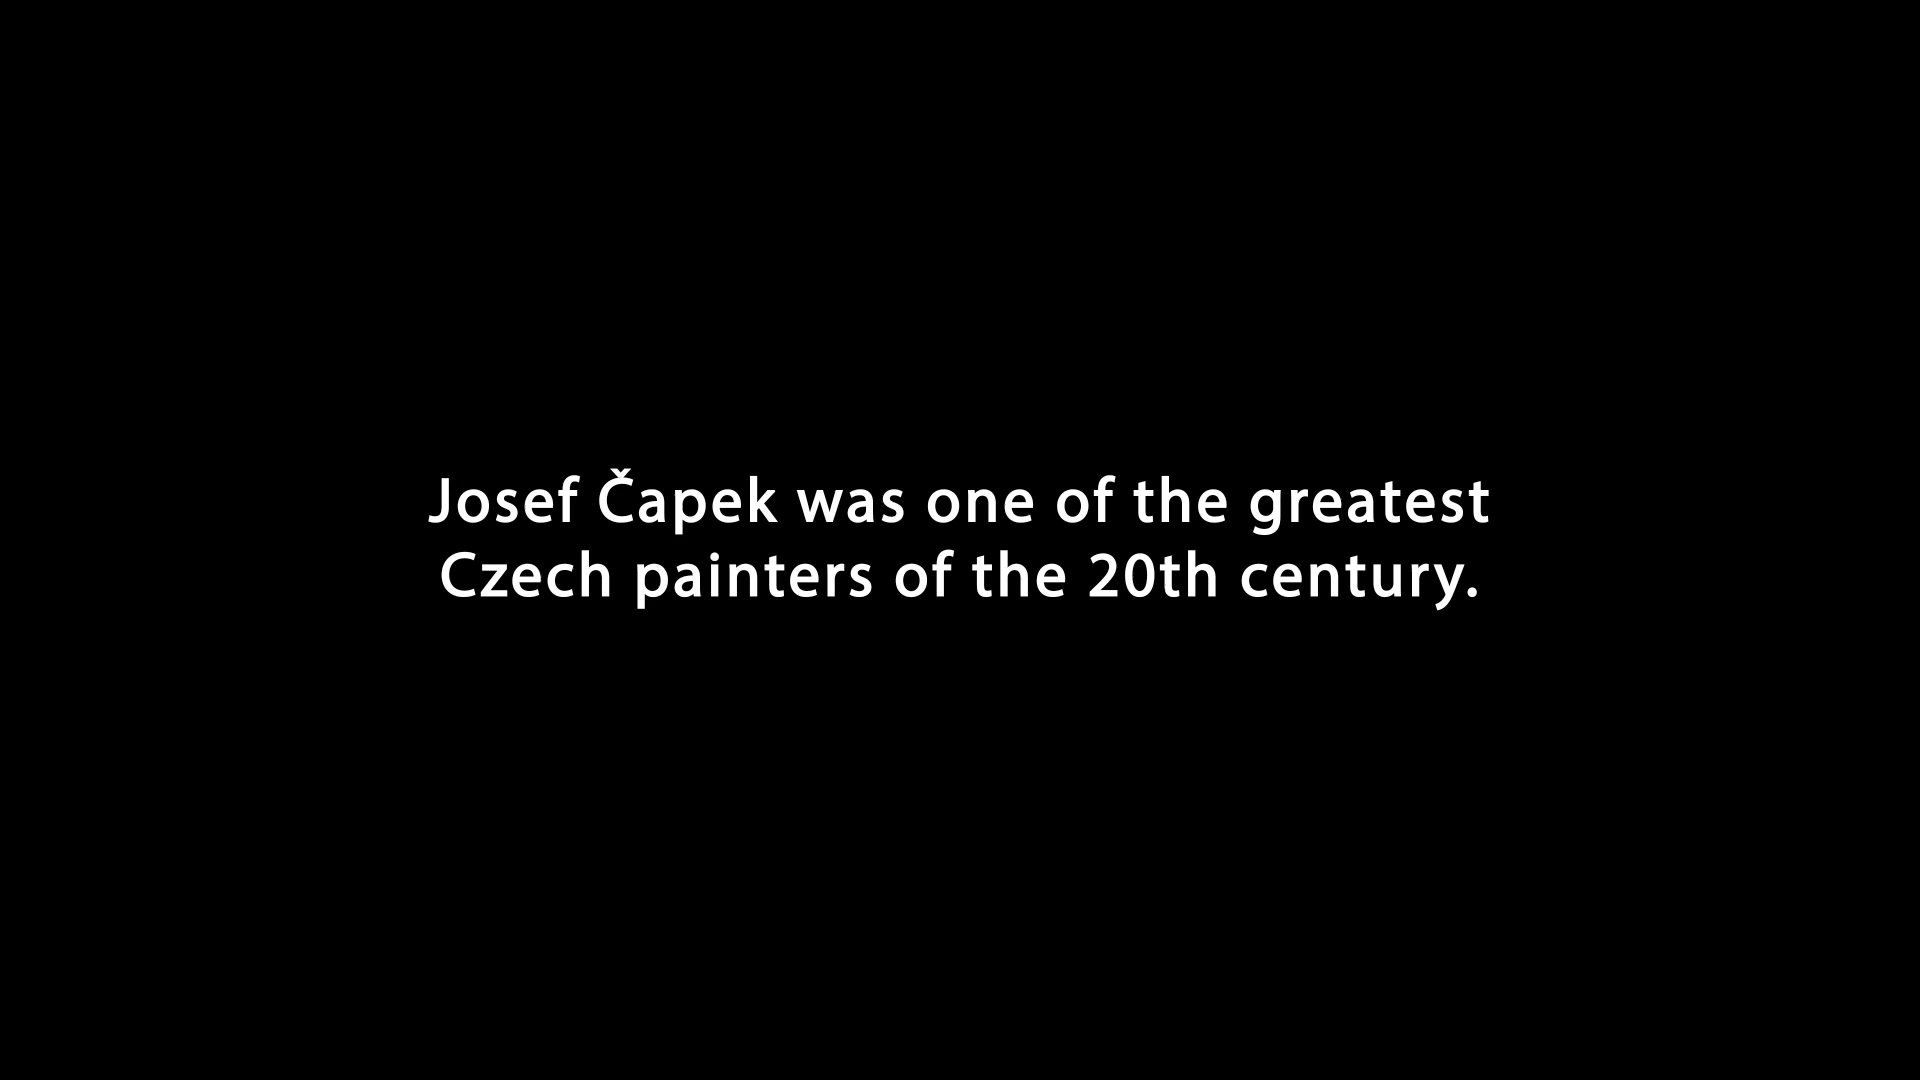 Josef Čapek was one of the greatest
Czech painters of the 20th century.